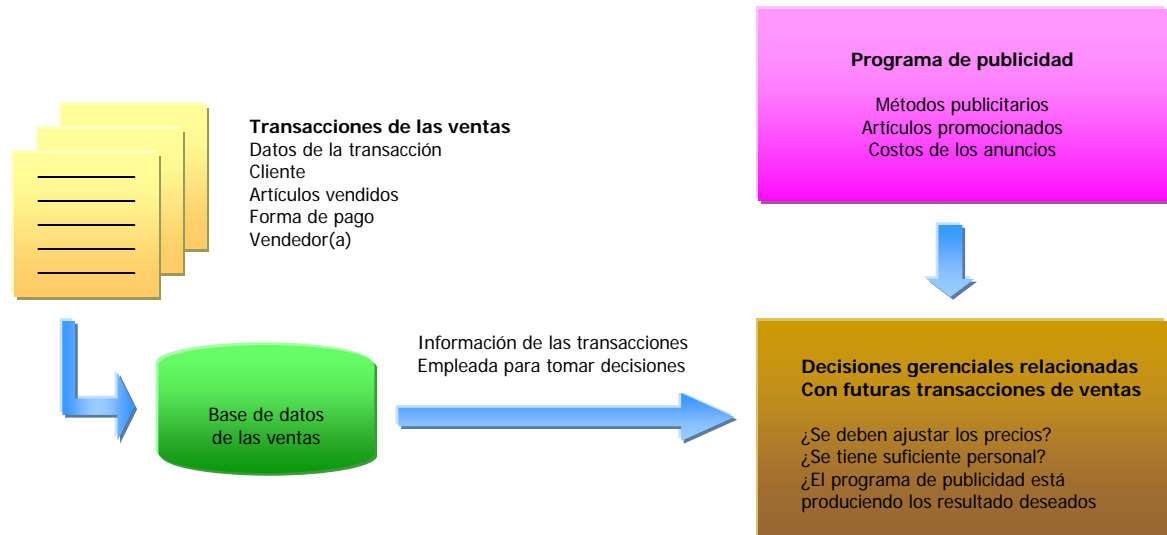 Transacciones de las ventas
Datos de la transacción
Cliente
Artículos vendidos
Forma de pago
Vendedor(a)
Programa de publicidad
Métodos publicitarios
Artículos promocionados
Costos de los anuncios
Base de datos
de las ventas
Información de las transacciones
Empleada para tomar decisiones
Decisiones gerenciales relacionadas
Con futuras transacciones de ventas
¿Se deben ajustar los precios?
¿Se tiene suficiente personal?
¿El programa de publicidad está
produciendo los resultado deseados